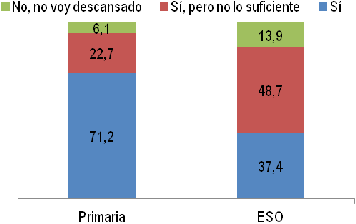 No, no voy descansado Sí, pero no lo suficiente Sí
6,1 13,9
22,7 48,7
71,2 37,4
Primaria ESO